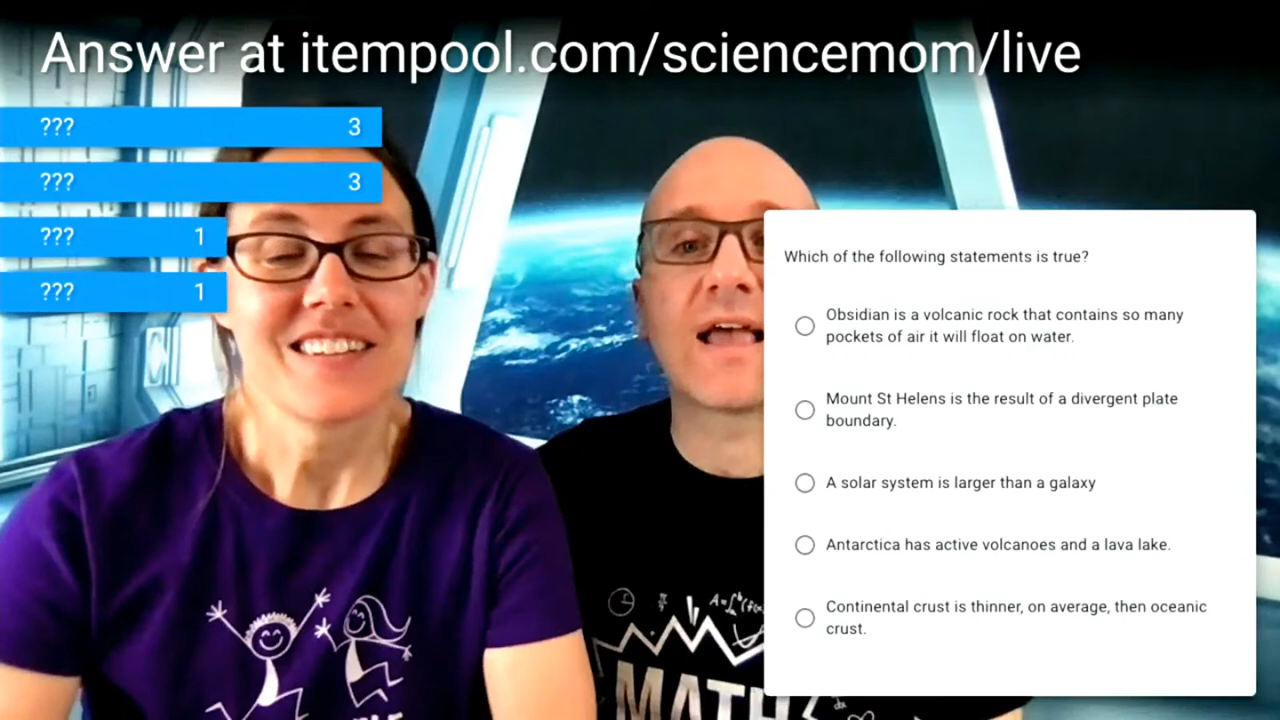 Answer at itempool.com/sciencemom/live
??? 3
??? 3
??? 1
??? 1
Which of the following statements is true?
Obsidian is a volcanic rock that contains so many
pockets of air it will float on water.
Mount St Helens is the result of a divergent plate
boundary.
A solar system is larger than a galaxy
Antarctica has active volcanoes and a lava lake.
Continental crust is thinner, on average, then oceanic
crust.
MATH